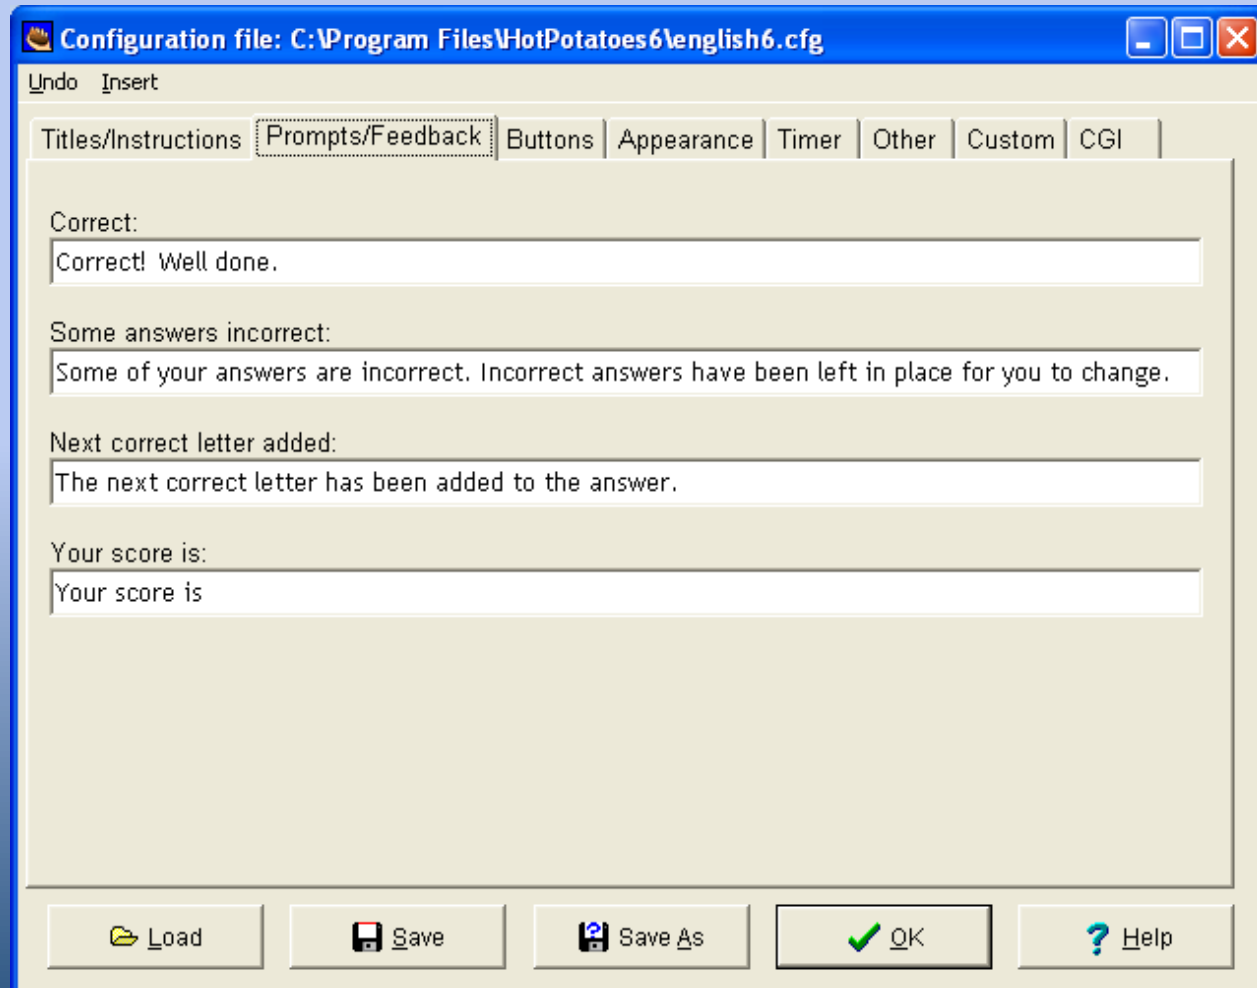 Configuration file: C:\Program Files\HotPotatoes6\english6.cfg
Undo Insert
Titles/Instructions Prompts/Feedback Buttons Appearance Timer Other Custom CGI
Correct:
Correct!  Well done.
Some answers incorrect:
Some of your answers are incorrect. Incorrect answers have been left in place for you to change.
Next correct letter added:
The next correct letter has been added to the answer.
Your score is:
Your score is
Load Save Save As OK Help